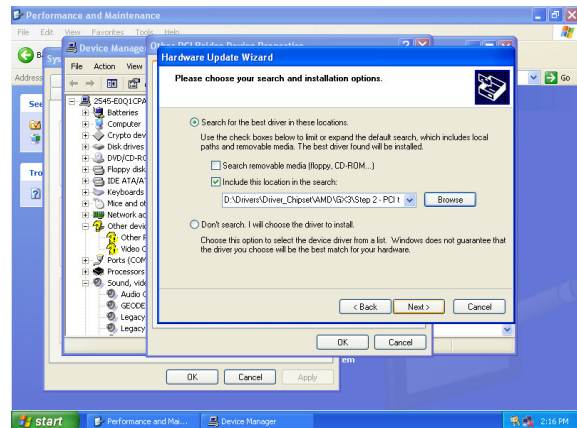 Performance and Maintenance
File Edit View Favorites Tools Help
Device Manager
Other PCI Bridge Device Properties
Hardware Update Wizard
File Action View
Please choose your search and installation options.
Address
Go
2545-E0Q1CPA
Batteries
Computer
Crypto dev
Disk drives
DVD/CD-RO
Floppy disk
IDE ATA/A
Keyboards
Mice and ot
Network ac
Other devic
Other P
Video C
Ports (COM
Processors
Sound, vide
Audio C
GEODE
Legacy
Legacy
Search for the best driver in these locations.
Use the check boxes below to limit or expand the default search, which includes local
paths and removable media. The best driver found will be installed.
Search removable media (floppy, CD-ROM...)
Include this location in the search:
D:\Drivers\Driver_Chipset\AMD\GX3\Step 2 - PCI t
Browse
Don't search. I will choose the driver to install.
Choose this option to select the device driver from a list. Windows does not guarantee that
the driver you choose will be the best match for your hardware.
< Back Next > Cancel
OK Cancel
OK Cancel Apply
start
Performance and Mai...
Device Manager
2:16 PM